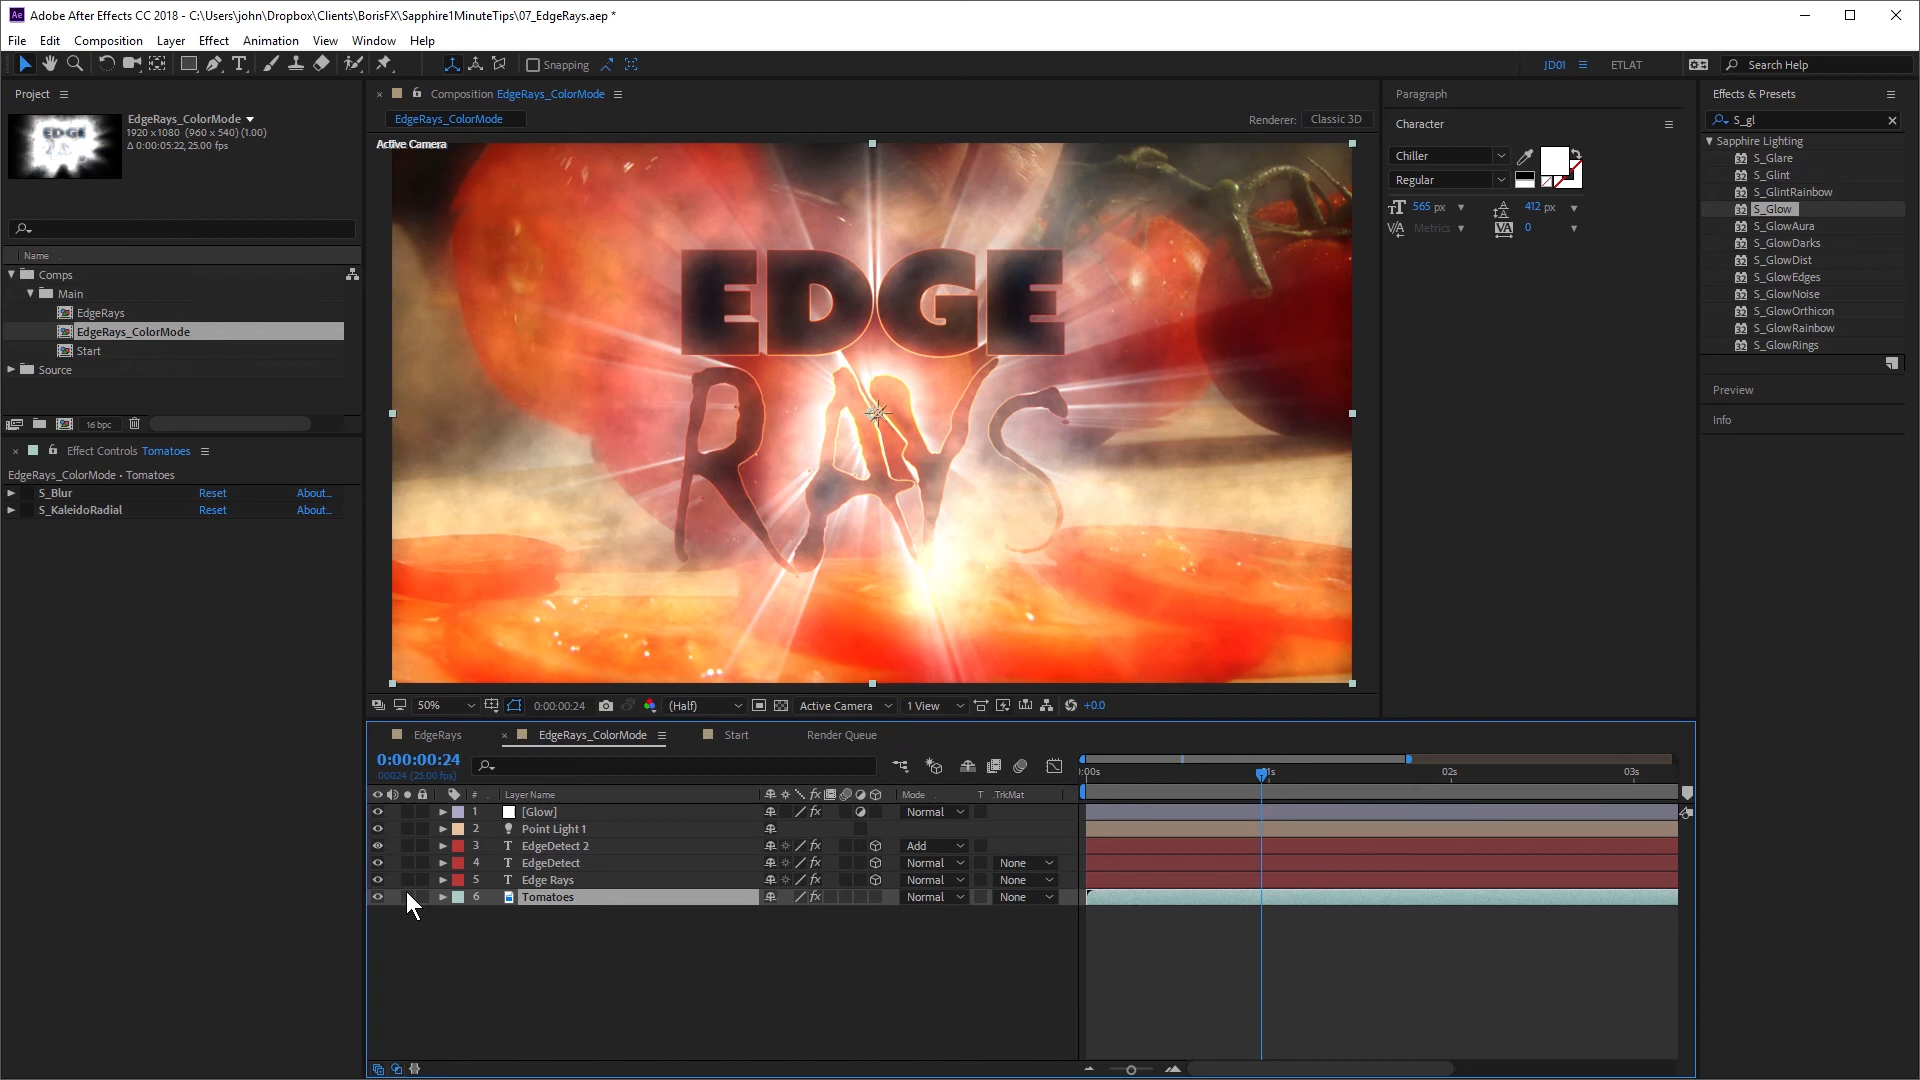 Adobe After Effects CC 2018 - C:\Users\john\Dropbox\Clients\BorisFX\Sapphire1MinuteTips\07_EdgeRays.aep *
File Edit Composition Layer Effect Animation View Window Help
Snapping
JD01
ETLAT
Search Help
Project
EdgeRays_ColorMode
1920 x 1080 (960 x 540) (1.00)
Δ 0:00:05:22, 25.00 fps
Name
Comps
Main
EdgeRays
EdgeRays_ColorMode
Start
Source
16 bpc
Effect Controls Tomatoes
EdgeRays_ColorMode • Tomatoes
S_Blur Reset About...
S_KaleidoRadial Reset About...
Composition EdgeRays_ColorMode
EdgeRays_ColorMode
Renderer: Classic 3D
Active Camera
EDGE
RAYS
50%
0:00:00:24
(Half)
Active Camera
1 View
+0.0
Paragraph
Character
Chiller
Regular
565 px
412 px
Metrics
0
Effects & Presets
S_gl
Sapphire Lighting
S_Glare
S_Glint
S_GlintRainbow
S_Glow
S_GlowAura
S_GlowDarks
S_GlowDist
S_GlowEdges
S_GlowNoise
S_GlowOrthicon
S_GlowRainbow
S_GlowRings
Preview
Info
EdgeRays
EdgeRays_ColorMode
Start
Render Queue
0:00:00:24
00024 (25.00 fps)
# Layer Name Mode T .TrkMat
1 [Glow] Normal
2 Point Light 1
3 EdgeDetect 2 Add
4 EdgeDetect Normal None
5 Edge Rays Normal None
6 Tomatoes Normal None
02s
03s